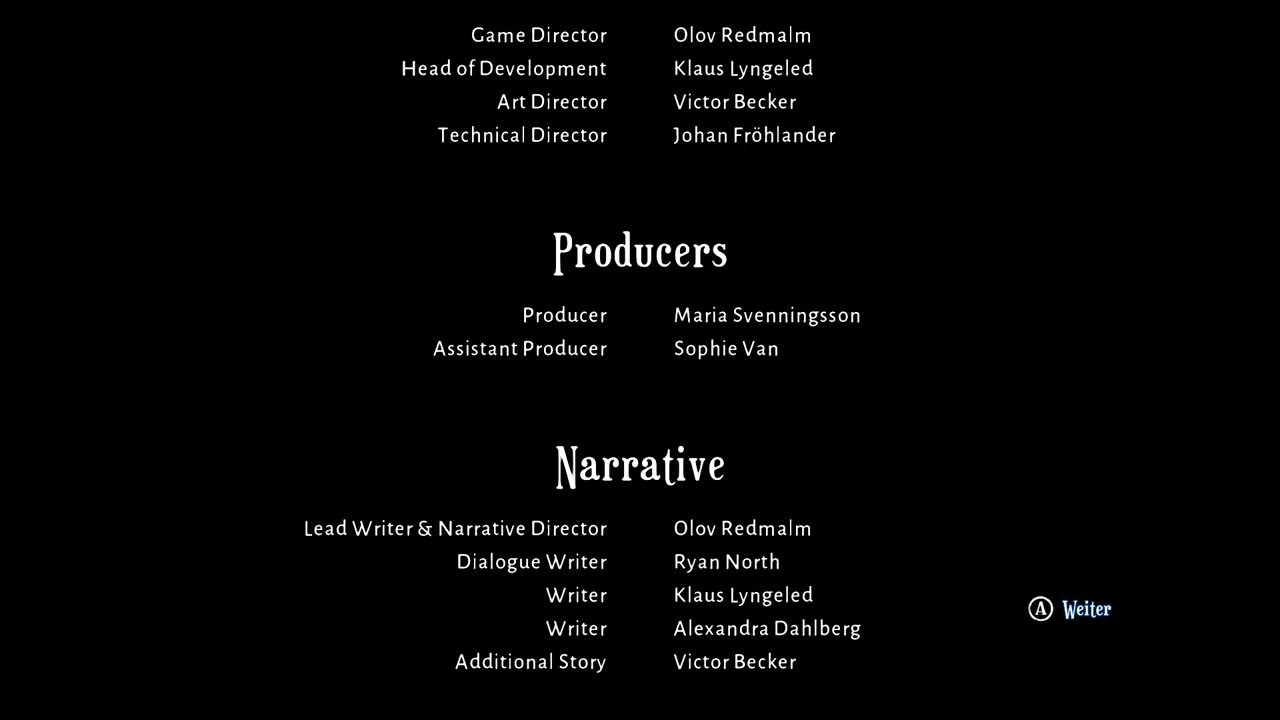 Game Director Olov Redmalm
Head of Development Klaus Lyngeled
Art Director Victor Becker
Technical Director Johan Fröhlander
Producers
Producer Maria Svenningsson
Assistant Producer Sophie Van
Narrative
Lead Writer & Narrative Director Olov Redmalm
Dialogue Writer Ryan North
Writer Klaus Lyngeled
Writer Alexandra Dahlberg
Additional Story Victor Becker
A Weiter